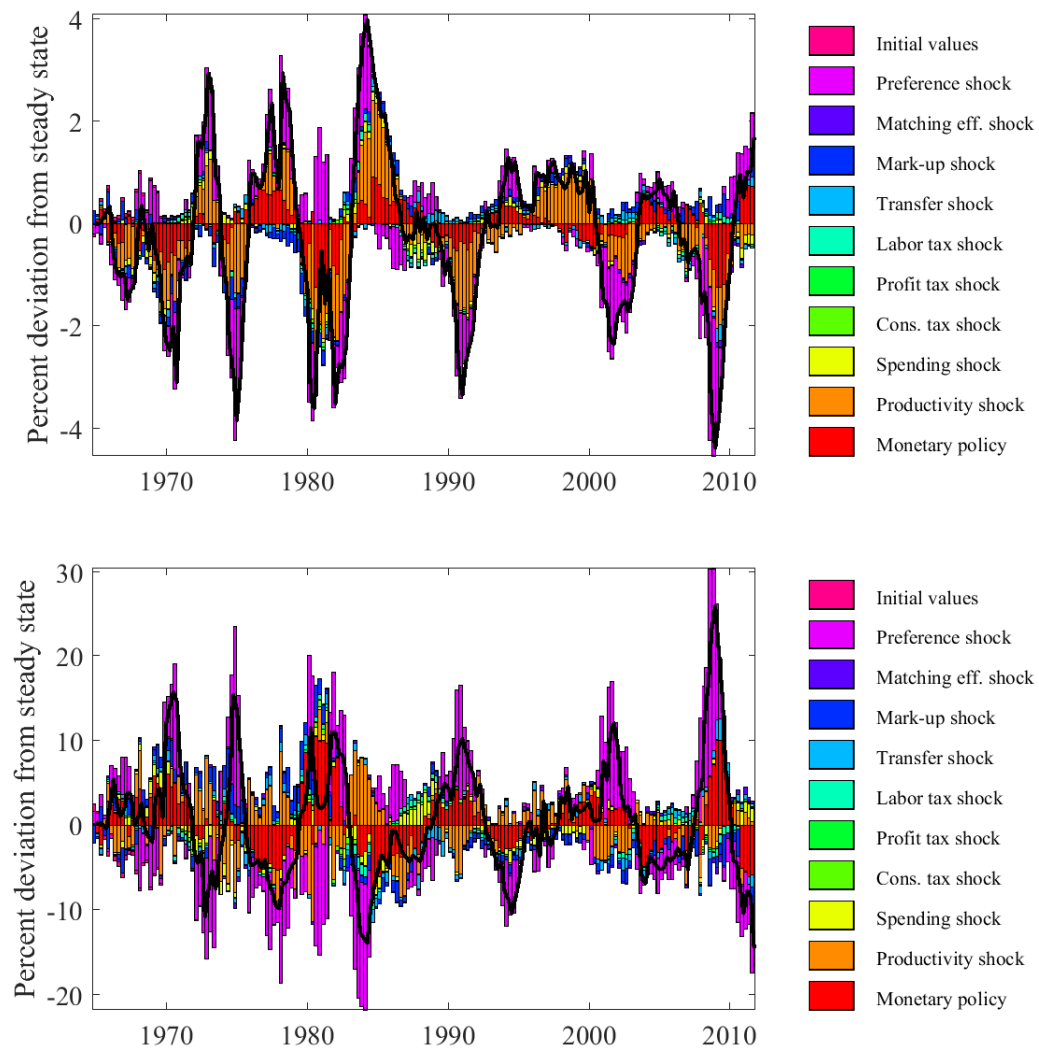 Percent deviation from steady state
4
2
0
-2
-4
1970 1980 1990 2000 2010
Initial values
Preference shock
Matching eff. shock
Mark-up shock
Transfer shock
Labor tax shock
Profit tax shock
Cons. tax shock
Spending shock
Productivity shock
Monetary policy
Percent deviation from steady state
30
20
10
0
-10
-20
1970 1980 1990 2000 2010
Initial values
Preference shock
Matching eff. shock
Mark-up shock
Transfer shock
Labor tax shock
Profit tax shock
Cons. tax shock
Spending shock
Productivity shock
Monetary policy